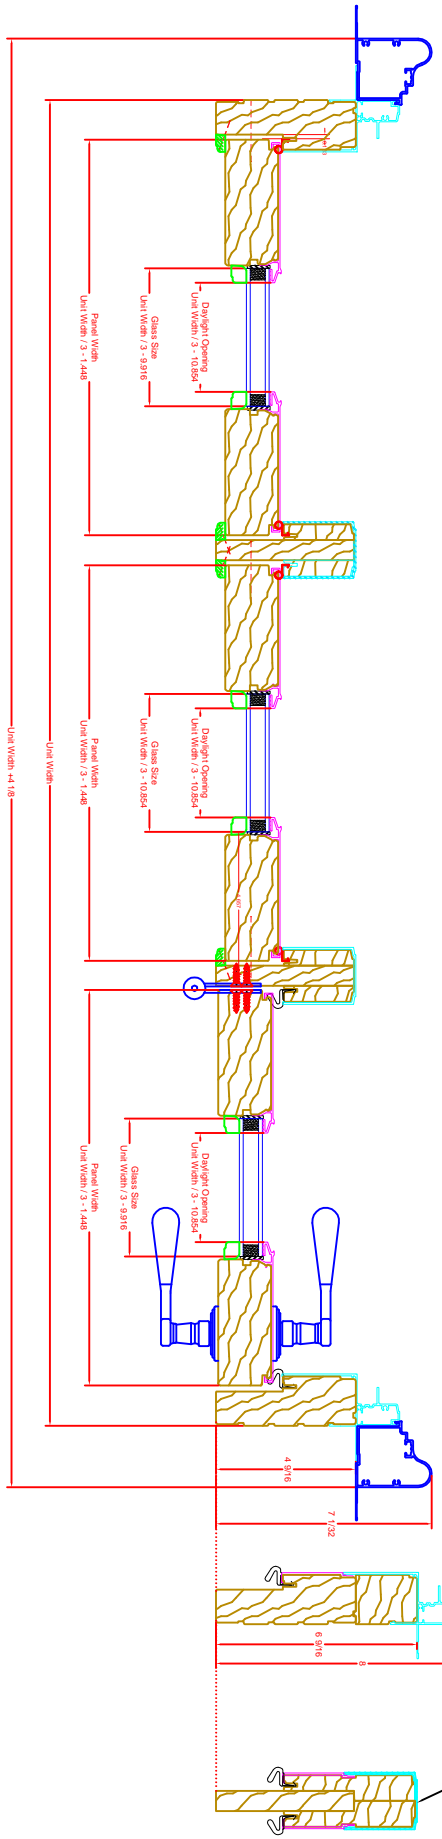 Daylight Opening
Unit Width / 3 - 10.854
Glass Size
Unit Width / 3 - 9.916
Panel Width
Unit Width / 3 - 1.448
Daylight Opening
Unit Width / 3 - 10.854
Glass Size
Unit Width / 3 - 10.854
Panel Width
Unit Width / 3 - 1.448
Daylight Opening
Unit Width / 3 - 10.854
Glass Size
Unit Width / 3 - 9.916
Panel Width
Unit Width / 3 - 1.448
Unit Width
Unit Width +4 1/8
4 9/16
7 1/32
6 9/16
8